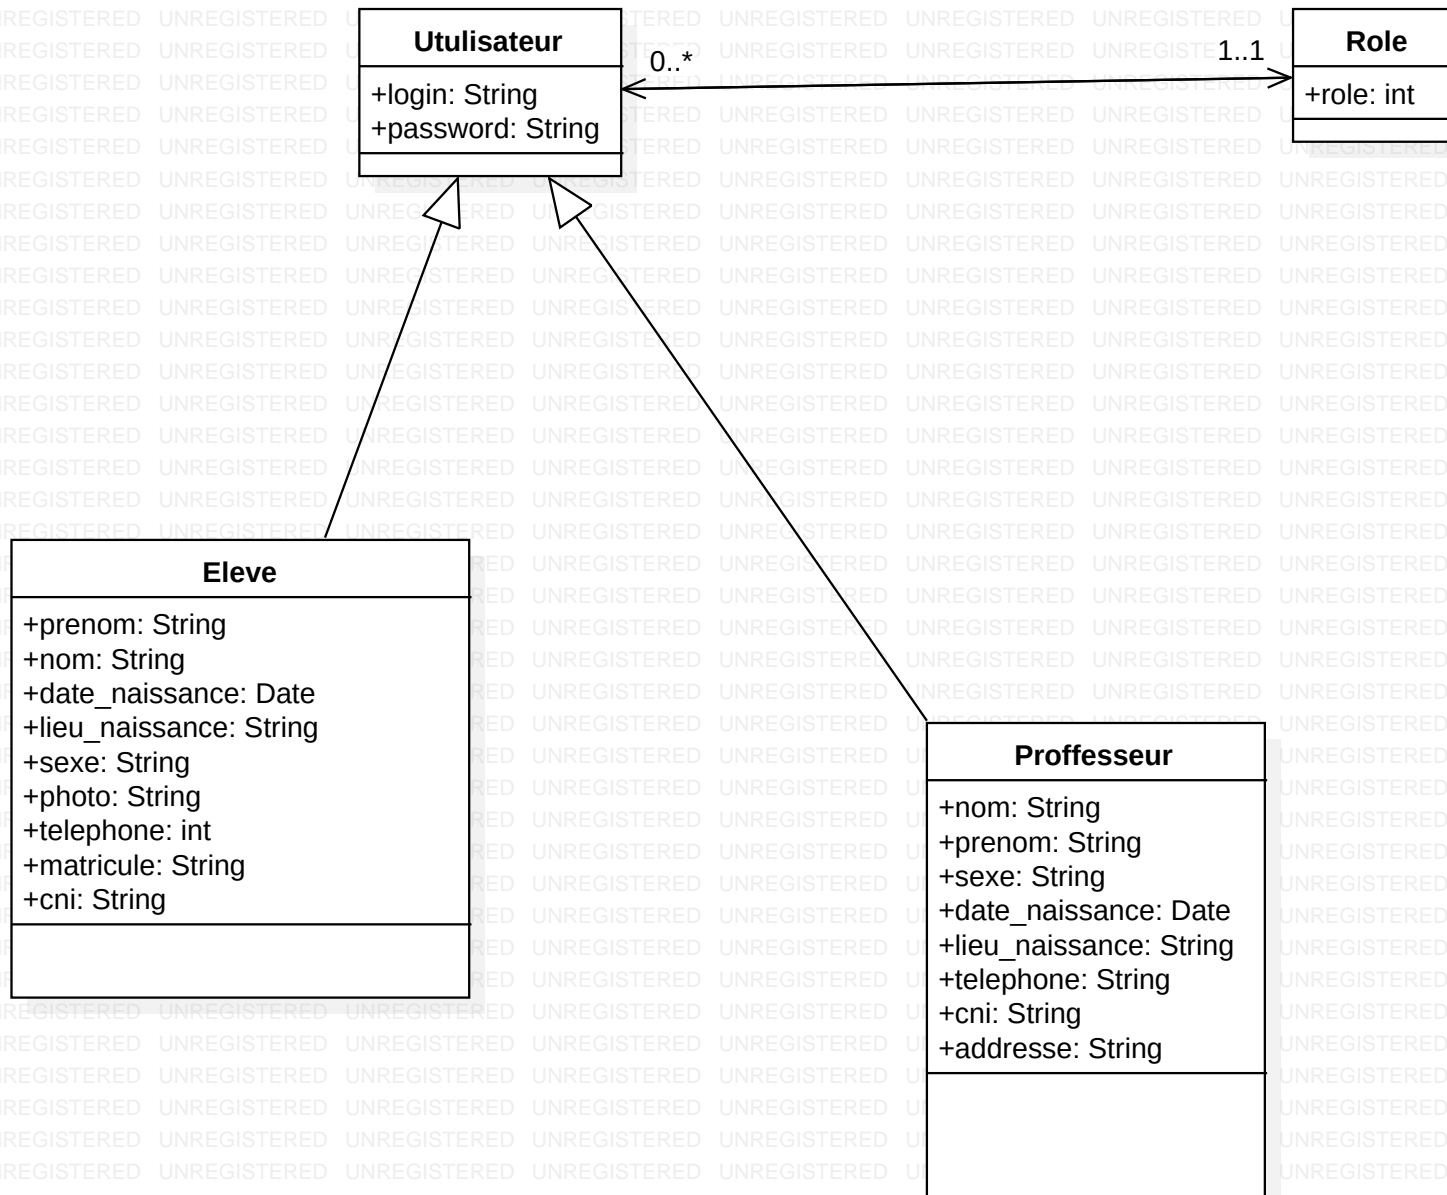 Utulisateur
+login: String
+password: String
0..*
1..1
Role
+role: int
Eleve
+prenom: String
+nom: String
+date_naissance: Date
+lieu_naissance: String
+sexe: String
+photo: String
+telephone: int
+matricule: String
+cni: String
Proffesseur
+nom: String
+prenom: String
+sexe: String
+date_naissance: Date
+lieu_naissance: String
+telephone: String
+cni: String
+addresse: String
UNREGISTERED